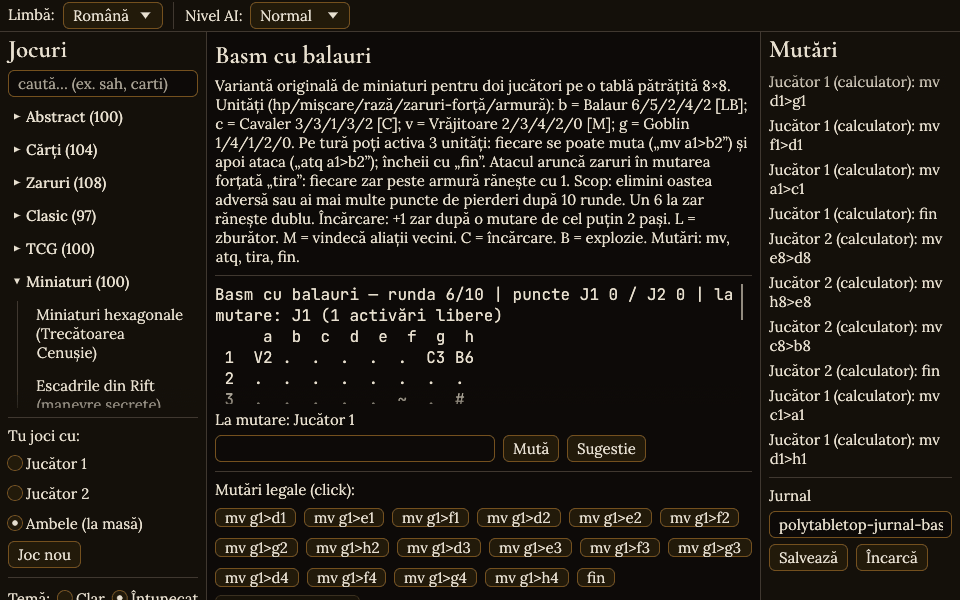 Limbă: Română ▼ Nivel AI: Normal ▼
Jocuri
caută… (ex. sah, carti)
▸ Abstract (100)
▸ Cărți (104)
▸ Zaruri (108)
▸ Clasic (97)
▸ TCG (100)
▾ Miniaturi (100)
Miniaturi hexagonale
(Trecătoarea
Cenușie)
Escadrile din Rift
(manevre secrete)
Tu joci cu:
Jucător 1
Jucător 2
Ambele (la masă)
Joc nou
Temă: Clar Întunecat
Basm cu balauri
Variantă originală de miniaturi pentru doi jucători pe o tablă pătrățită 8×8.
Unități (hp/mișcare/rază/zaruri-forță/armură): b = Balaur 6/5/2/4/2 [LB];
c = Cavaler 3/3/1/3/2 [C]; v = Vrăjitoare 2/3/4/2/0 [M]; g = Goblin
1/4/1/2/0. Pe tură poți activa 3 unități: fiecare se poate muta („mv a1>b2”) și
apoi ataca („atq a1>b2”); închei cu „fin”. Atacul aruncă zaruri în mutarea
forțată „tira”: fiecare zar peste armură rănește cu 1. Scop: elimini oastea
adversă sau ai mai multe puncte de pierderi după 10 runde. Un 6 la zar
rănește dublu. Încărcare: +1 zar după o mutare de cel puțin 2 pași. L =
zburător. M = vindecă aliații vecini. C = încărcare. B = explozie. Mutări: mv,
atq, tira, fin.
Basm cu balauri — runda 6/10 | puncte J1 0 / J2 0 | la
mutare: J1 (1 activări libere)
a b c d e f g h
1 V2 . . . . . C3 B6
2 . . . . . . . .
3 . . . . . ~ . #
La mutare: Jucător 1
Mută Sugestie
Mutări legale (click):
mv g1>d1 mv g1>e1 mv g1>f1 mv g1>d2 mv g1>e2 mv g1>f2
mv g1>g2 mv g1>h2 mv g1>d3 mv g1>e3 mv g1>f3 mv g1>g3
mv g1>d4 mv g1>f4 mv g1>g4 mv g1>h4 fin
Mutări
Jucător 1 (calculator): mv
d1>g1
Jucător 1 (calculator): mv
f1>d1
Jucător 1 (calculator): mv
a1>c1
Jucător 1 (calculator): fin
Jucător 2 (calculator): mv
e8>d8
Jucător 2 (calculator): mv
h8>e8
Jucător 2 (calculator): mv
c8>b8
Jucător 2 (calculator): fin
Jucător 1 (calculator): mv
c1>a1
Jucător 1 (calculator): mv
d1>h1
Jurnal
polytabletop-jurnal-bas
Salvează Încarcă